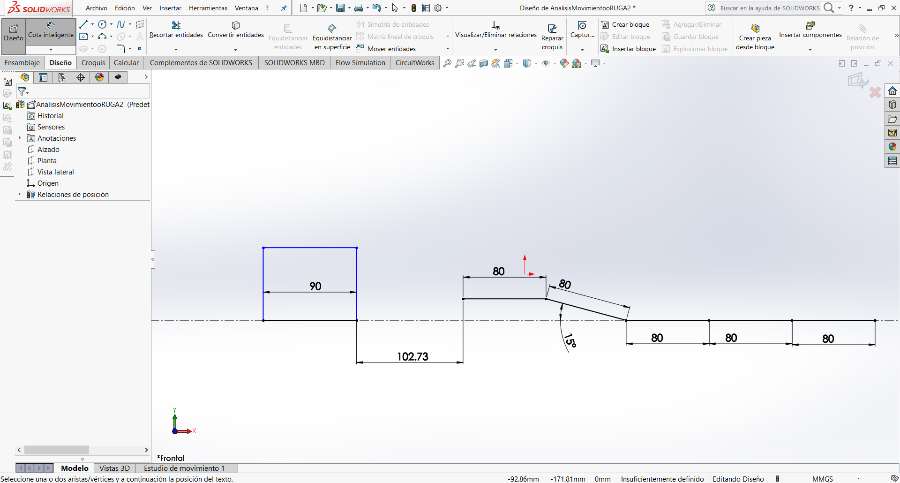 SOLIDWORKS Archivo Edición Ver Insertar Herramientas Ventana ? Diseño de AnalisisMovimientooRUGA2 * Buscar en la ayuda de SOLIDWORKS ?
Diseño
Cota inteligente
Recortar entidades
Convertir entidades
Equidistanciar entidades
Equidistanciar en superficie
Simetría de entidades
Matriz lineal de croquis
Mover entidades
Visualizar/Eliminar relaciones
Reparar croquis
Captur...
Crear bloque
Editar bloque
Insertar bloque
Agregar/Eliminar
Guardar bloque
Explosionar bloque
Crear pieza desde bloque
Insertar componentes
Relación de posición
Ensamblaje Diseño Croquis Calcular Complementos de SOLIDWORKS SOLIDWORKS MBD Flow Simulation CircuitWorks
AnalisisMovimientooRUGA2 (Predet
Historial
Sensores
Anotaciones
Alzado
Planta
Vista lateral
Origen
Relaciones de posición
80
90
80
15°
80
80
80
102.73
Y
X
*Frontal
Modelo Vistas 3D Estudio de movimiento 1
Seleccione una o dos aristas/vértices y a continuación la posición del texto. -92.86mm -171.81mm 0mm Insuficientemente definido Editando Diseño MMGS